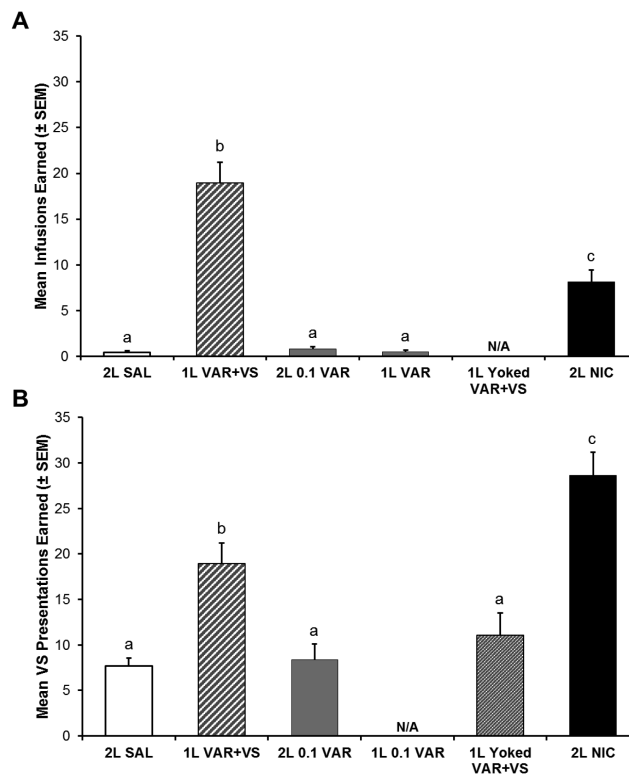 A
Mean Infusions Earned (± SEM)
35
30
25
20
15
10
5
0
a
b
a
a
N/A
c
2L SAL
1L VAR+VS
2L 0.1 VAR
1L VAR
1L Yoked
VAR+VS
2L NIC
B
Mean VS Presentations Earned (± SEM)
35
30
25
20
15
10
5
0
a
b
a
N/A
a
c
2L SAL
1L VAR+VS
2L 0.1 VAR
1L 0.1 VAR
1L Yoked
VAR+VS
2L NIC